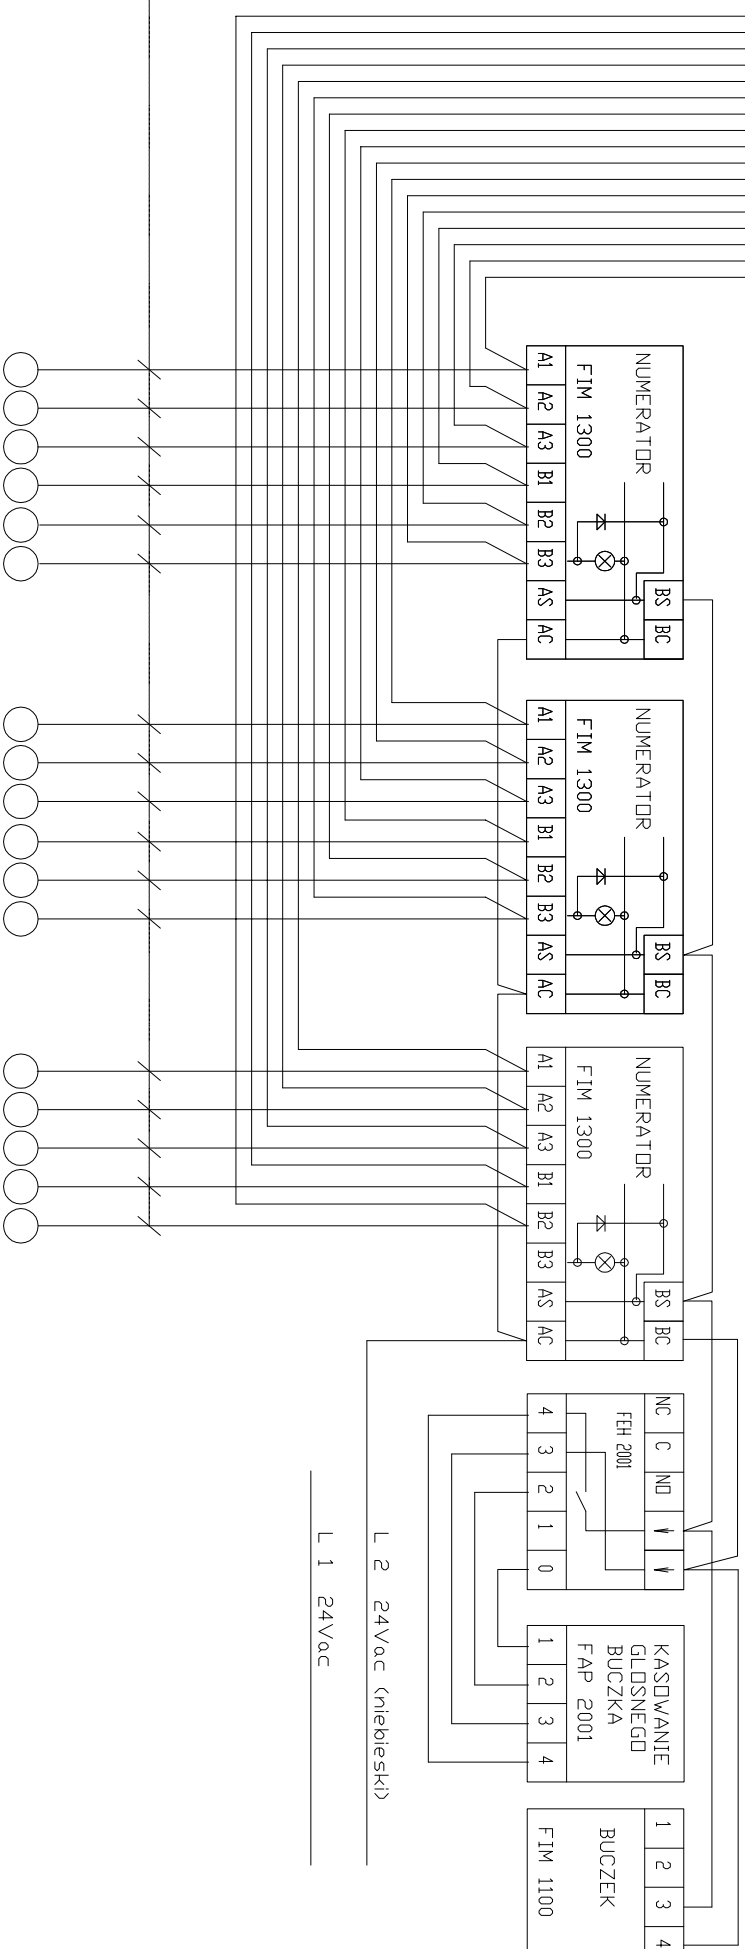 NUMERATOR
FIM 1300
A1 A2 A3 B1 B2 B3 AS AC
BS BC
NUMERATOR
FIM 1300
A1 A2 A3 B1 B2 B3 AS AC
BS BC
NUMERATOR
FIM 1300
A1 A2 A3 B1 B2 B3 AS AC
BS BC
NC C NO
FEH 2001
4 3 2 1 0
KASOWANIE
GLOSNEGO
BUCZKA
FAP 2001
1 2 3 4
1 2 3 4
BUCZEK
FIM 1100
L 2 24Vac (niebieski)
L 1 24Vac